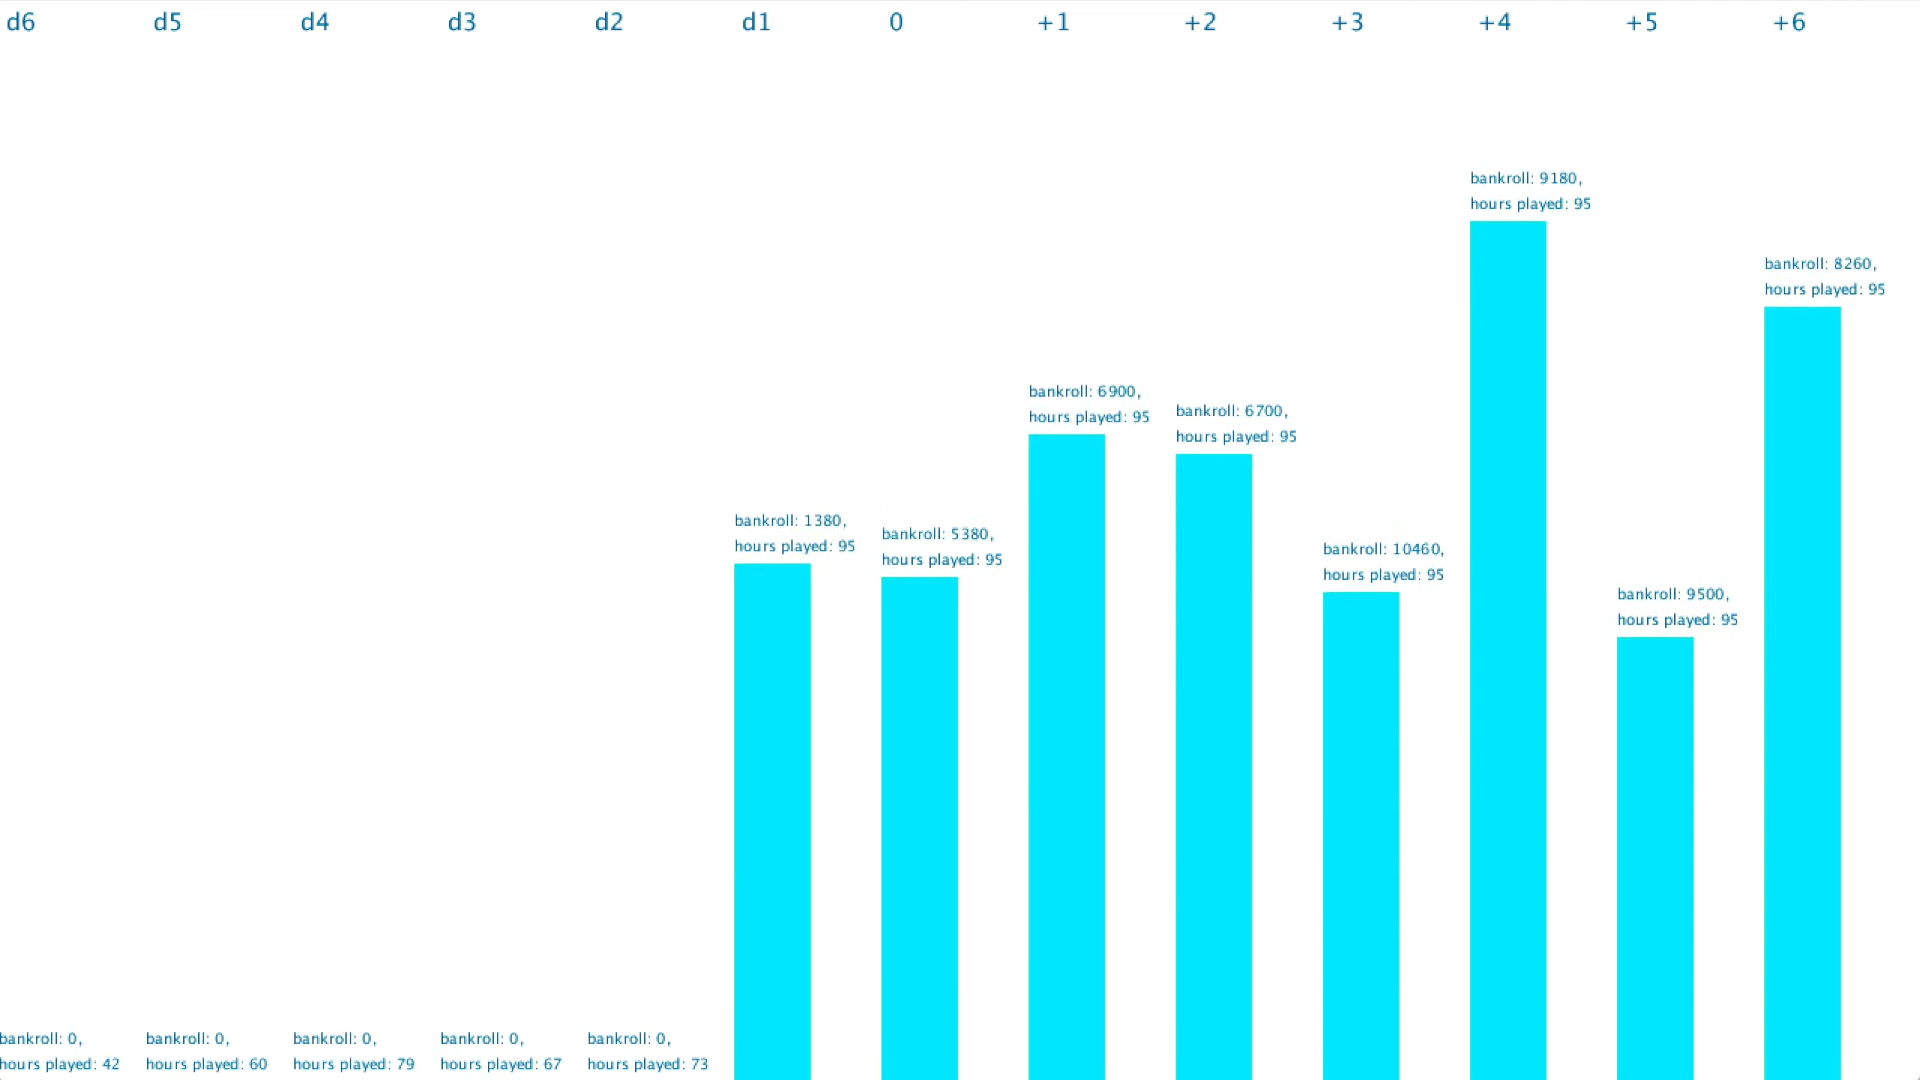 d6
d5
d4
d3
d2
d1
0
+1
+2
+3
+4
+5
+6
bankroll: 0,
hours played: 42
bankroll: 0,
hours played: 60
bankroll: 0,
hours played: 79
bankroll: 0,
hours played: 67
bankroll: 0,
hours played: 73
bankroll: 1380,
hours played: 95
bankroll: 5380,
hours played: 95
bankroll: 6900,
hours played: 95
bankroll: 6700,
hours played: 95
bankroll: 10460,
hours played: 95
bankroll: 9180,
hours played: 95
bankroll: 9500,
hours played: 95
bankroll: 8260,
hours played: 95